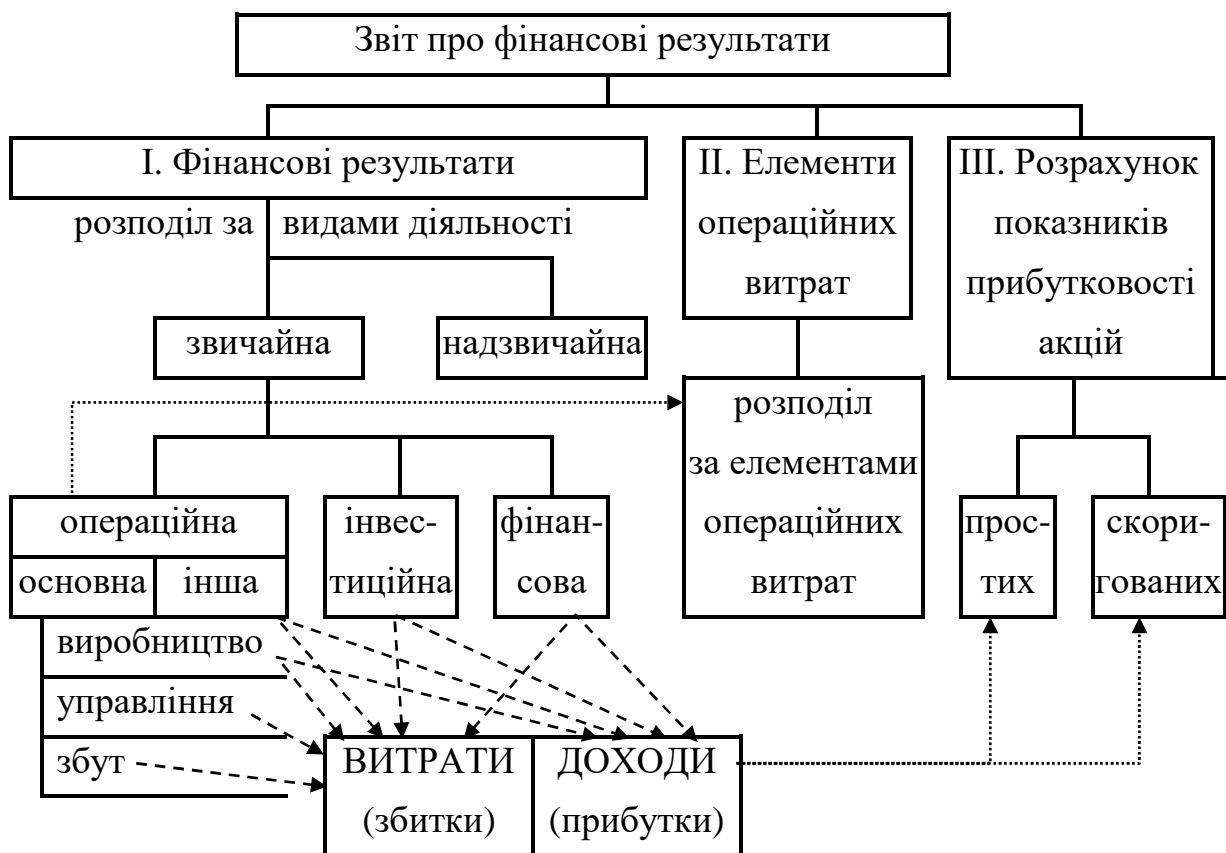 Звіт про фінансові результати
І. Фінансові результати
розподіл за видами діяльності
звичайна
надзвичайна
ІІ. Елементи
операційних
витрат
ІІІ. Розрахунок
показників
прибутковості
акцій
розподіл
за елементами
операційних
витрат
операційна
основна
інша
інвес-
тиційна
фінан-
сова
прос-
тих
скори-
гованих
виробництво
управління
збут
ВИТРАТИ
(збитки)
ДОХОДИ
(прибутки)